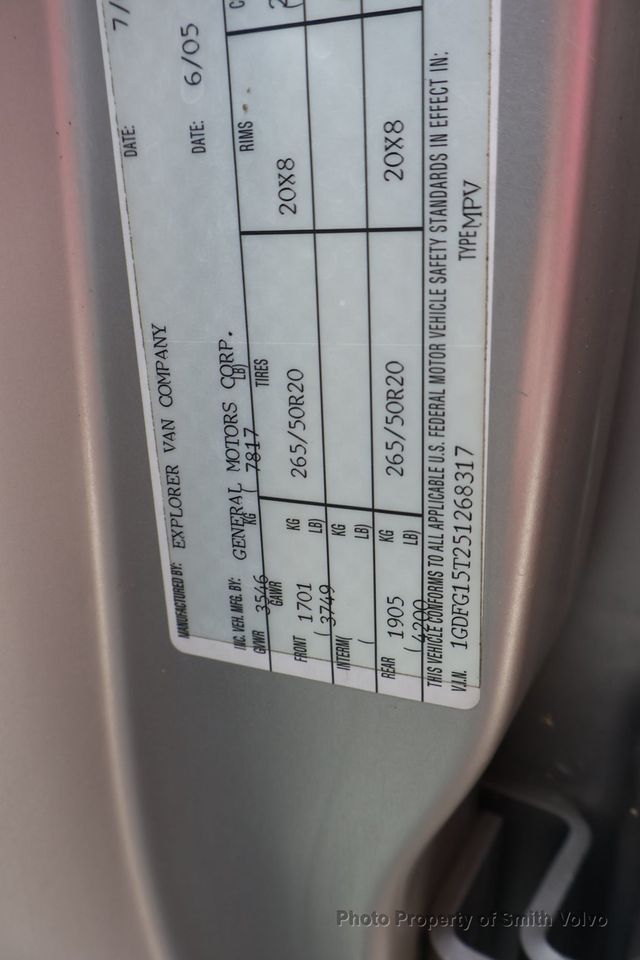 MANUFACTURED BY: EXPLORER VAN COMPANY DATE: 7/
INC. VEH. MFG. BY: GENERAL MOTORS CORP. DATE: 6/05
GVWR 3546 KG ( 7817 LB)
GAWR TIRES RIMS
FRONT 1701 KG 265/50R20 20X8
( 3749 LB)
INTERM( KG
( LB)
REAR 1905 KG 265/50R20 20X8
( 4200 LB)
THIS VEHICLE CONFORMS TO ALL APPLICABLE U.S. FEDERAL MOTOR VEHICLE SAFETY STANDARDS IN EFFECT IN:
V.I.N. 1GDFG15T251268317 TYPE MPV
Photo Property of Smith Volvo